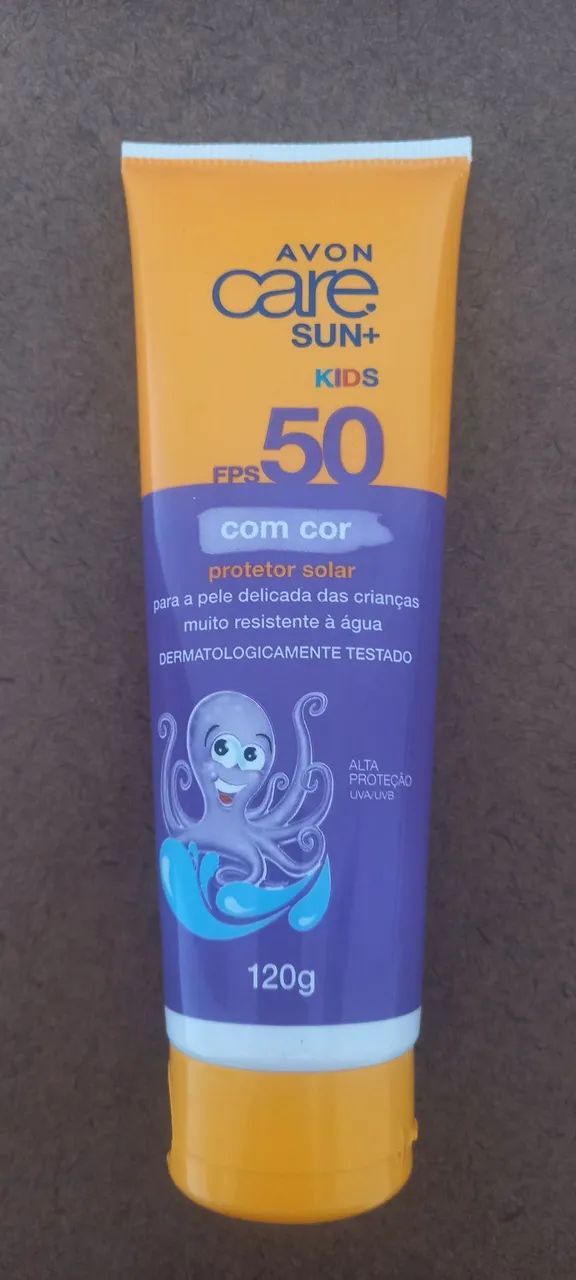 AVON
care
SUN+
KIDS
FPS 50
com cor
protetor solar
para a pele delicada das crianças
muito resistente à água
DERMATOLOGICAMENTE TESTADO
ALTA
PROTEÇÃO
UVA/UVB
120g